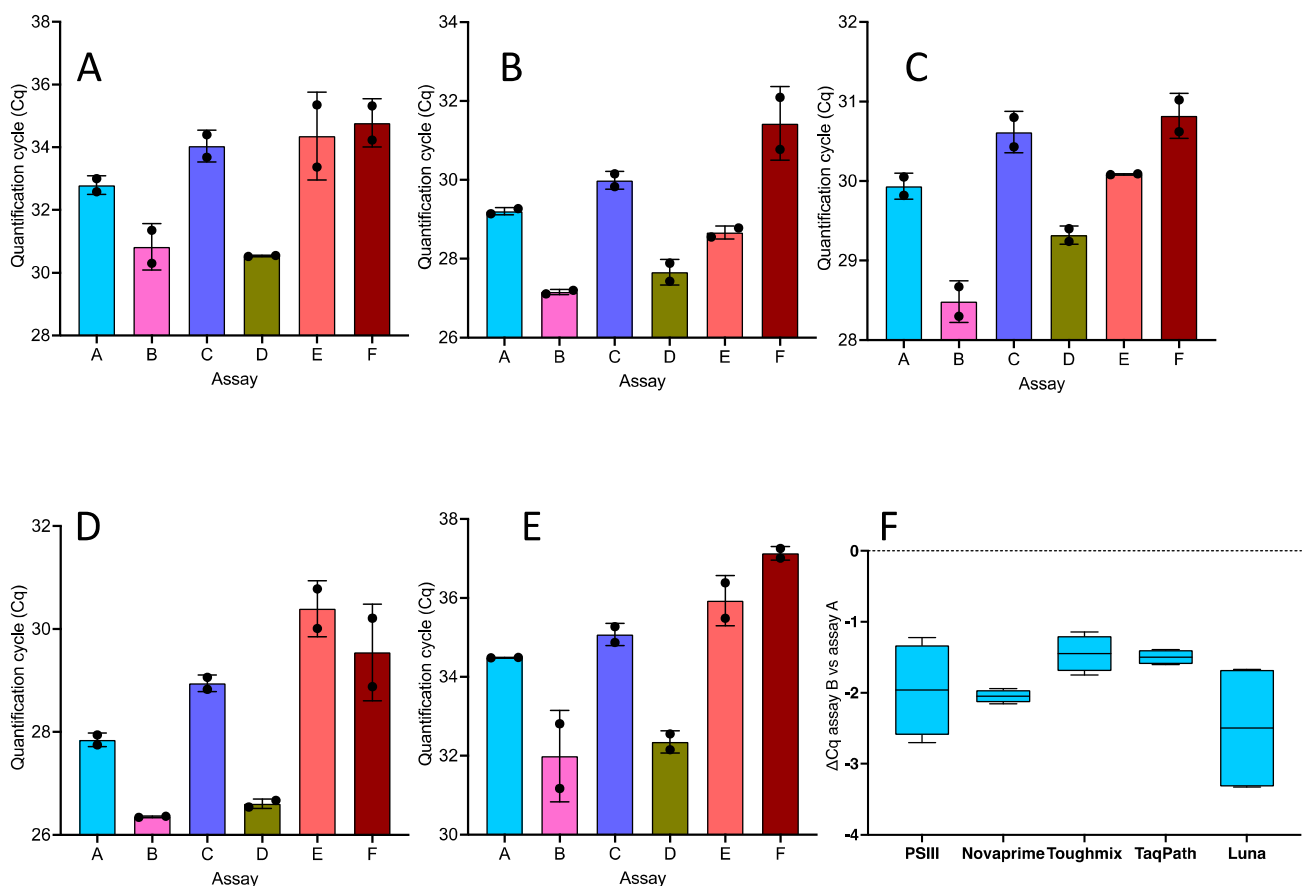 A
Quantification cycle (Cq)
38
36
34
32
30
28
A B C D E F
Assay
B
Quantification cycle (Cq)
34
32
30
28
26
A B C D E F
Assay
C
Quantification cycle (Cq)
32
31
30
29
28
A B C D E F
Assay
D
Quantification cycle (Cq)
32
30
28
26
A B C D E F
Assay
E
Quantification cycle (Cq)
38
36
34
32
30
A B C D E F
Assay
F
ΔCq assay B vs assay A
0
-1
-2
-3
-4
PSIII Novaprime Toughmix TaqPath Luna